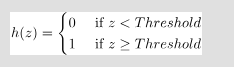 h(z) = { 0 if z < Threshold
1 if z ≥ Threshold